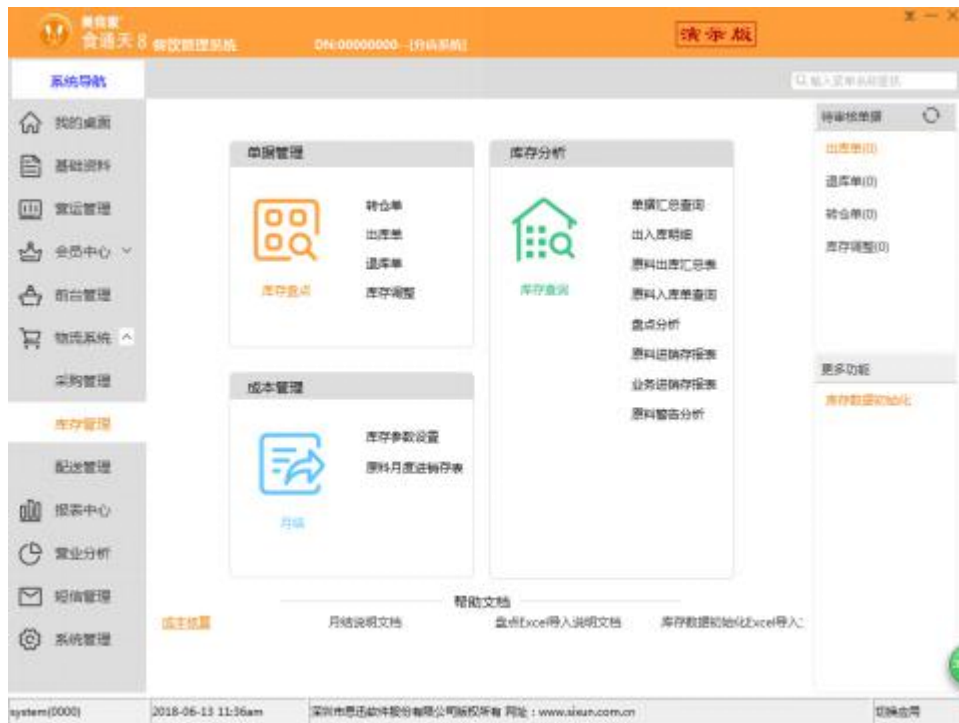 食通天8 餐饮管理系统
DN:00000000--[分店系统]
演示版
系统导航
我的桌面
基础资料
营运管理
会员中心
前台管理
物流系统
采购管理
库存管理
配送管理
报表中心
营业分析
短信管理
系统管理
单据管理
库存盘点
转仓单
出库单
退库单
库存调整
成本管理
月结
库存参数设置
原料月度进销存表
库存分析
库存查询
单据汇总查询
出入库明细
原料出库汇总表
原料入库单查询
盘点分析
原料进销存报表
业务进销存报表
原料警告分析
待审核单据
出库单(0)
退库单(0)
转仓单(0)
库存调整(0)
更多功能
库存数据初始化
帮助文档
成本核算
月结说明文档
盘点Excel导入说明文档
库存数据初始化Excel导入
system(0000)
2018-06-13 11:36am
深圳市思迅软件股份有限公司版权所有 网址：www.sixun.com.cn
切换应用